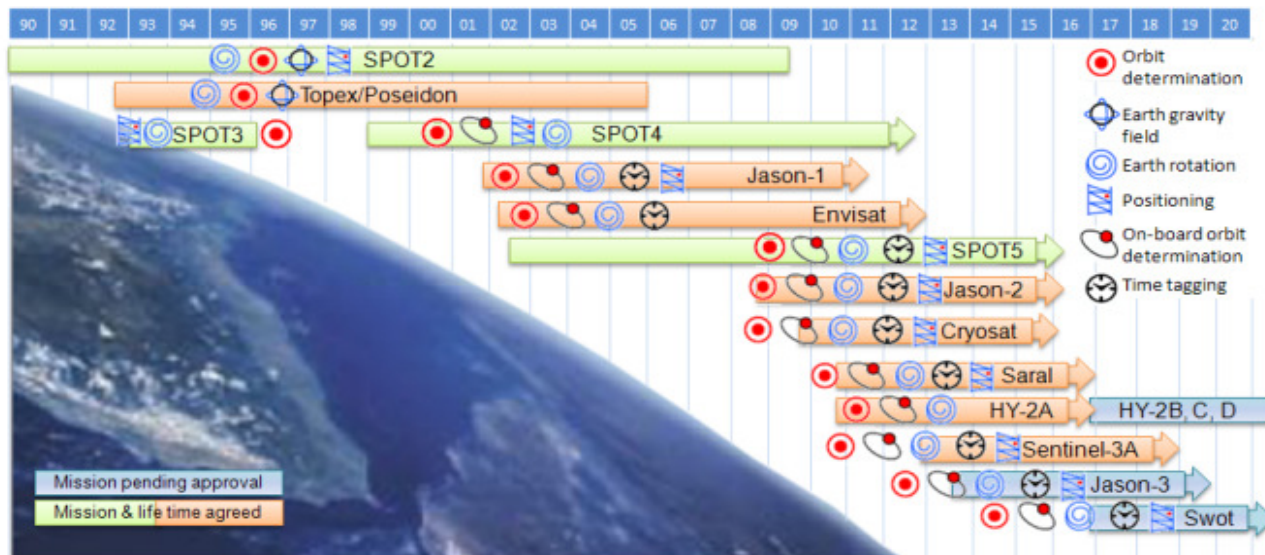 90 91 92 93 94 95 96 97 98 99 00 01 02 03 04 05 06 07 08 09 10 11 12 13 14 15 16 17 18 19 20
SPOT2
Topex/Poseidon
SPOT3
SPOT4
Jason-1
Envisat
SPOT5
Jason-2
Cryosat
Saral
HY-2A
HY-2B, C, D
Sentinel-3A
Jason-3
Swot
Orbit
determination
Earth gravity
field
Earth rotation
Positioning
On-board orbit
determination
Time tagging
Mission pending approval
Mission & life time agreed